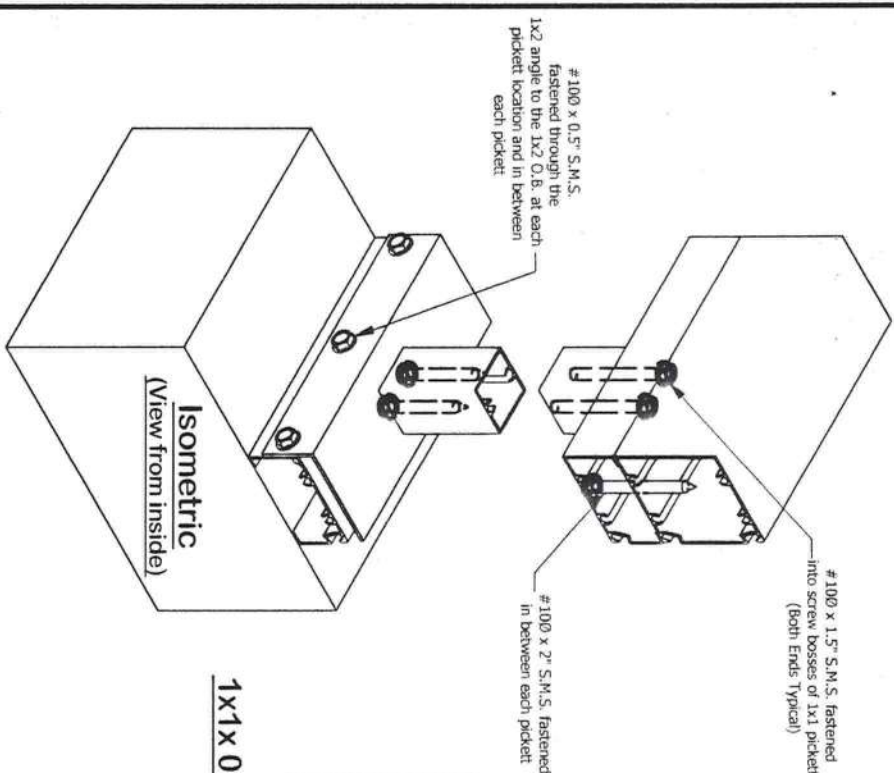 #10Ø x 0.5" S.M.S.
fastened through the
1x2 angle to the 1x2 O.B. at each
pickett location and in between
each pickett
#10Ø x 1.5" S.M.S. fastened
into screw bosses of 1x1 pickett
(Both Ends Typical)
#10Ø x 2" S.M.S. fastened
in between each pickett
Isometric
(View from inside)
1x1x 0